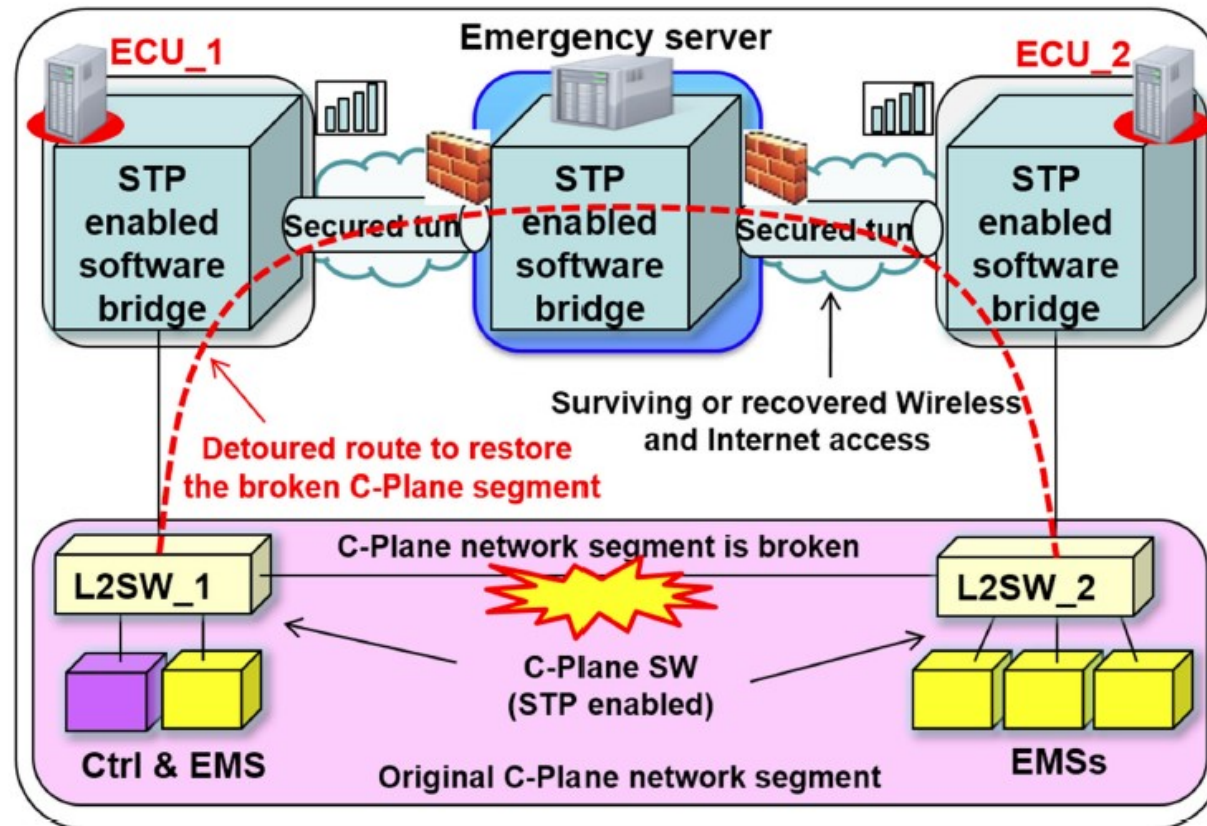 ECU_1
Emergency server
ECU_2
STP
enabled
software
bridge
Secured tun
STP
enabled
software
bridge
Secured tun
STP
enabled
software
bridge
Surviving or recovered Wireless
and Internet access
Detoured route to restore
the broken C-Plane segment
C-Plane network segment is broken
L2SW_1
L2SW_2
C-Plane SW
(STP enabled)
Ctrl & EMS
EMSs
Original C-Plane network segment